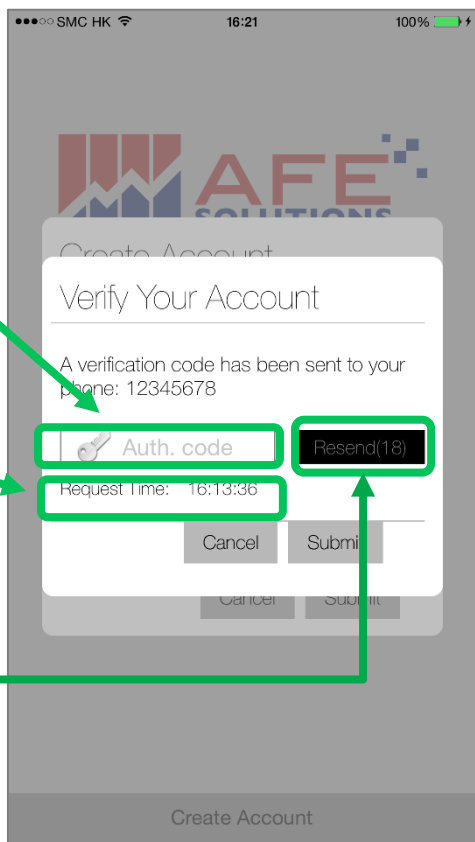 SMC HK 16:21 100%
AFE
SOLUTIONS
Create Account
Verify Your Account
A verification code has been sent to your
phone: 12345678
Auth. code Resend(18)
Request Time: 16:13:36
Cancel Submit
Cancel Submit
Create Account